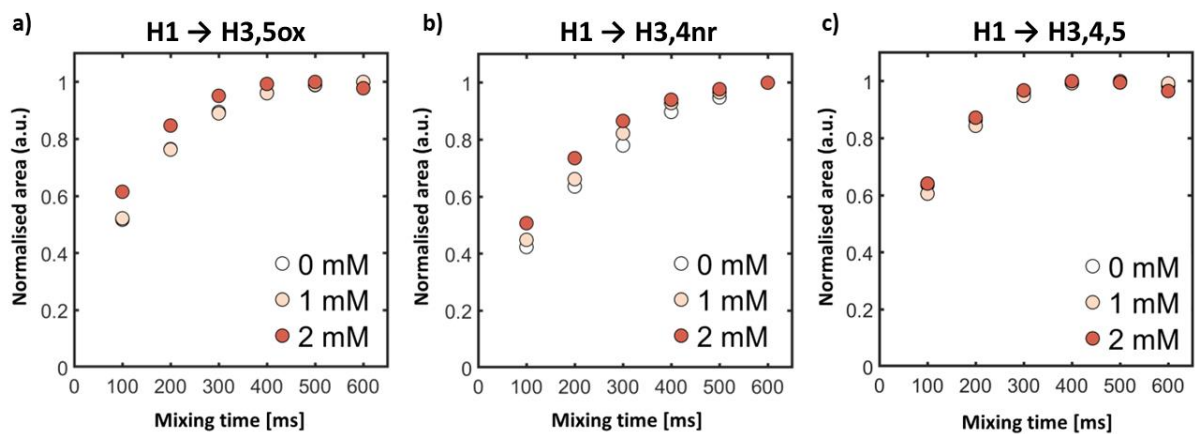 a)
H1 → H3,5ox
Normalised area (a.u.)
1
0.8
0.6
0.4
0.2
0
0 mM
1 mM
2 mM
0 100 200 300 400 500 600
Mixing time [ms]
b)
H1 → H3,4nr
Normalised area (a.u.)
1
0.8
0.6
0.4
0.2
0
0 mM
1 mM
2 mM
0 100 200 300 400 500 600
Mixing time [ms]
c)
H1 → H3,4,5
Normalised area (a.u.)
1
0.8
0.6
0.4
0.2
0
0 mM
1 mM
2 mM
0 100 200 300 400 500 600
Mixing time [ms]